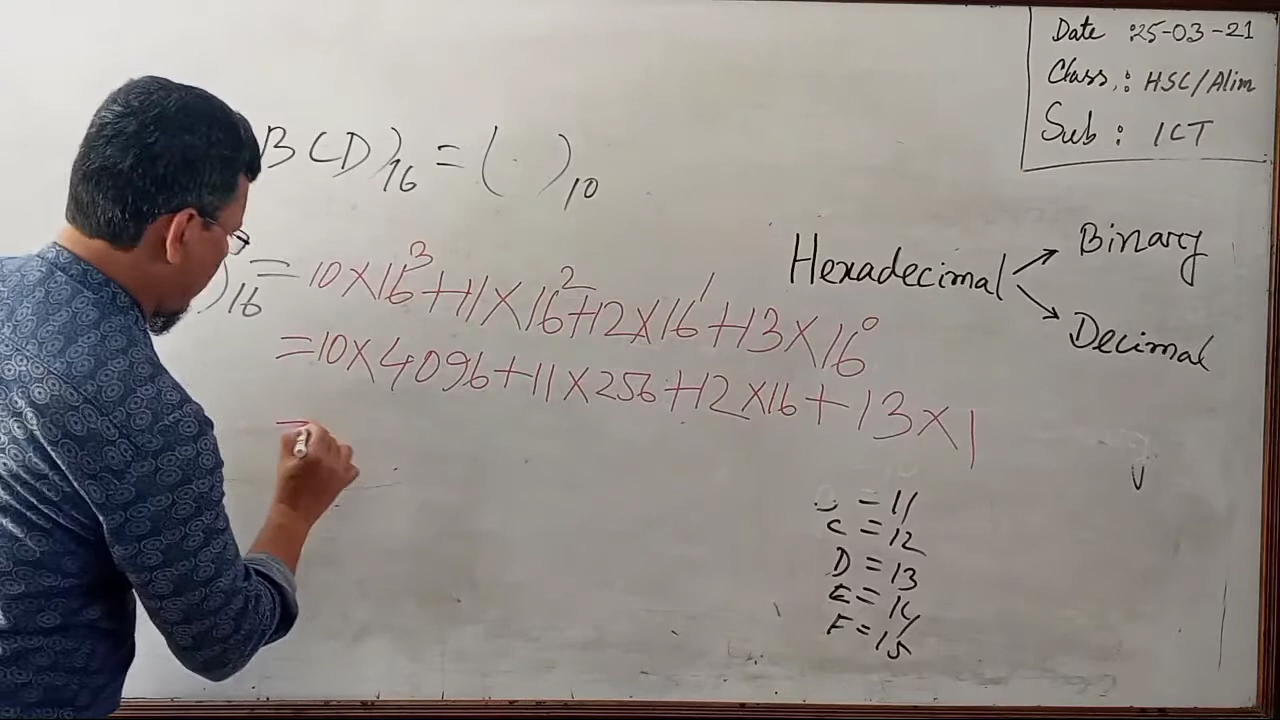 Date :25-03-21
Class : HSC/Alim
Sub : ICT
BCD)₁₆ = ( . )₁₀
)₁₆ = 10×16³+11×16²+12×16¹+13×16⁰
=10×4096+11×256+12×16+13×1
=
Hexadecimal
Binary
Decimal
= 11
C = 12
D = 13
E = 14
F = 15